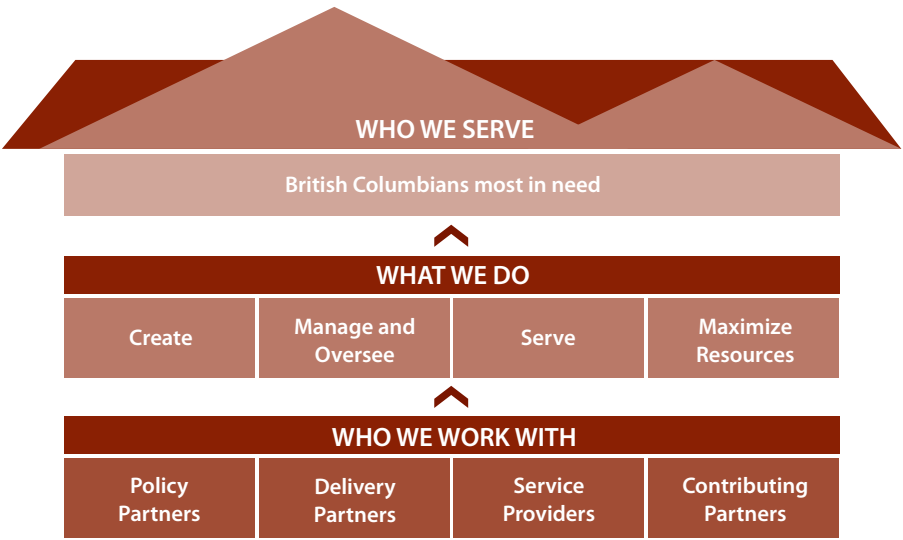 WHO WE SERVE
British Columbians most in need
WHAT WE DO
Create
Manage and
Oversee
Serve
Maximize
Resources
WHO WE WORK WITH
Policy
Partners
Delivery
Partners
Service
Providers
Contributing
Partners